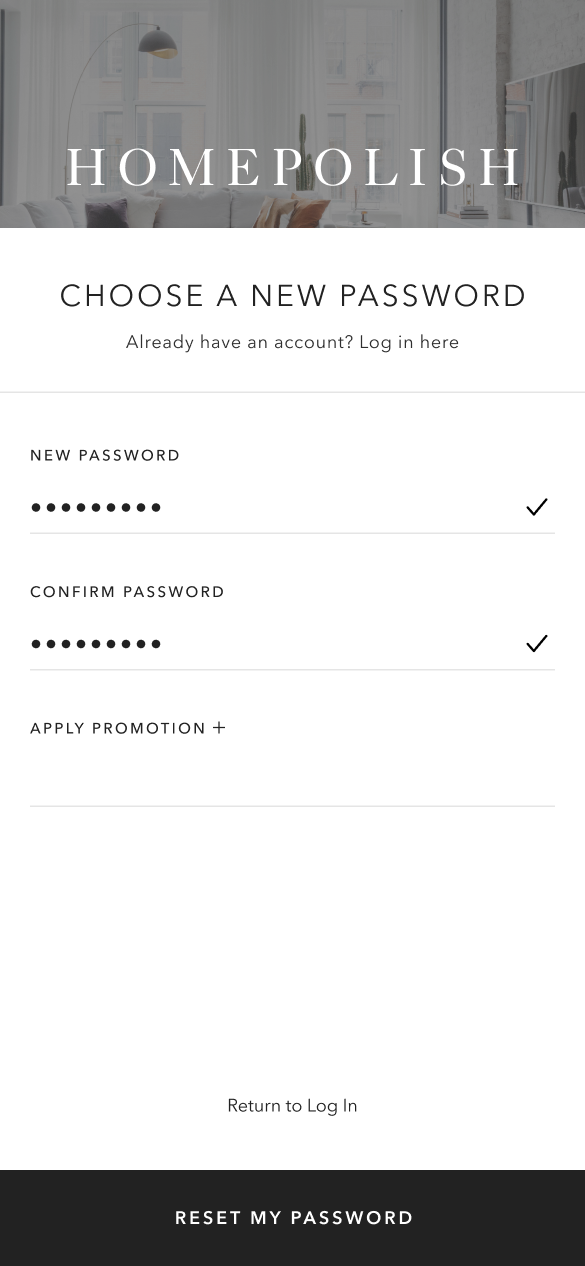 HOMEPOLISH
CHOOSE A NEW PASSWORD
Already have an account? Log in here
NEW PASSWORD
•••••••••
CONFIRM PASSWORD
•••••••••
APPLY PROMOTION +
Return to Log In
RESET MY PASSWORD